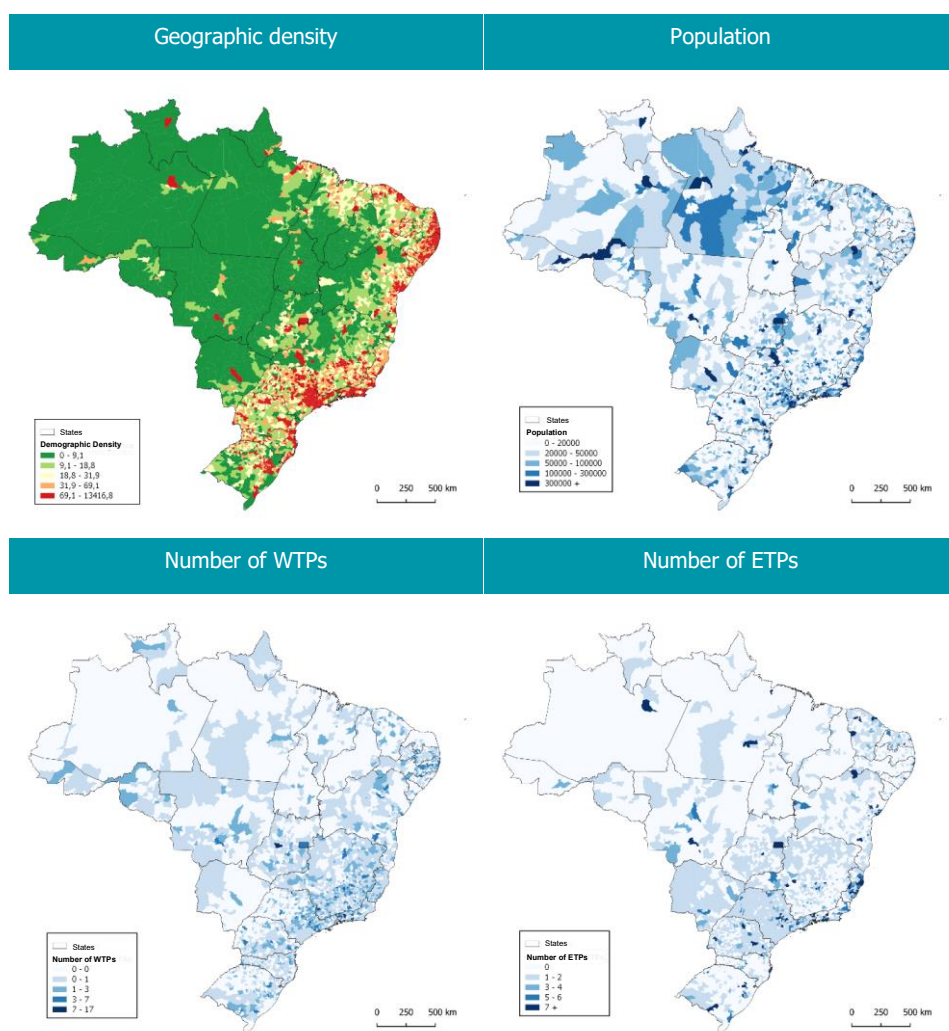 Geographic density
Population
States
Demographic Density
0 - 9,1
9,1 - 18,8
18,8 - 31,9
31,9 - 69,1
69,1 - 13416,8
0 250 500 km
States
Population
0 - 20000
20000 - 50000
50000 - 100000
100000 - 300000
300000 +
0 250 500 km
Number of WTPs
Number of ETPs
States
Number of WTPs
0 - 0
0 - 1
1 - 3
3 - 7
7 - 17
0 250 500 km
States
Number of ETPs
0
1 - 2
3 - 4
5 - 6
7 +
0 250 500 km